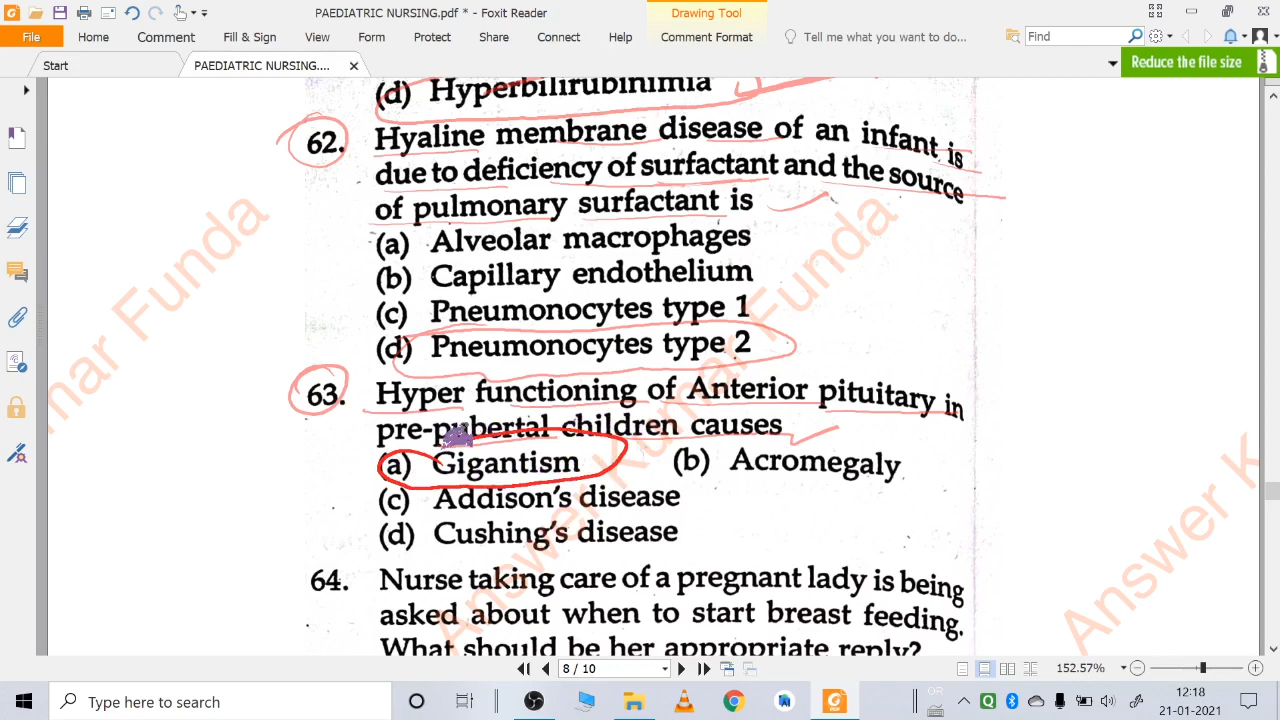 PAEDIATRIC NURSING.pdf * - Foxit Reader
Drawing Tool
File Home Comment Fill & Sign View Form Protect Share Connect Help Comment Format Tell me what you want to do... Find
Start PAEDIATRIC NURSING.... Reduce the file size
(d) Hyperbilirubinimia
62. Hyaline membrane disease of an infant is
due to deficiency of surfactant and the source
of pulmonary surfactant is
(a) Alveolar macrophages
(b) Capillary endothelium
(c) Pneumonocytes type 1
(d) Pneumonocytes type 2
63. Hyper functioning of Anterior pituitary in
pre-pubertal children causes
(a) Gigantism (b) Acromegaly
(c) Addison's disease
(d) Cushing's disease
64. Nurse taking care of a pregnant lady is being
asked about when to start breast feeding.
What should be her appropriate reply?
mar Funda
Answer Kumar Funda
Answer K
8 / 10
152.57%
Type here to search
12:18
21-01-2021